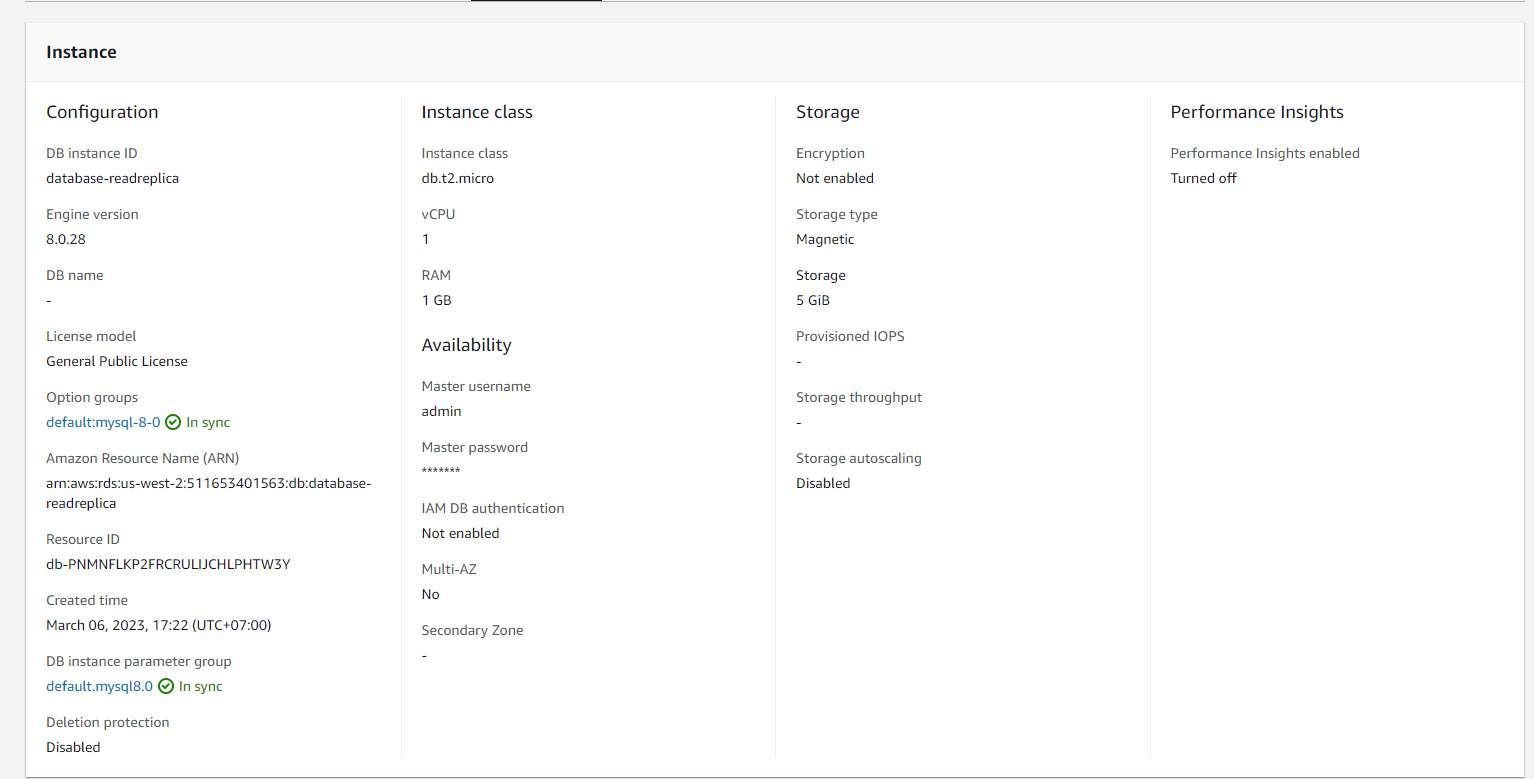 Instance
Configuration
DB instance ID
database-readreplica
Engine version
8.0.28
DB name
-
License model
General Public License
Option groups
default:mysql-8-0 In sync
Amazon Resource Name (ARN)
arn:aws:rds:us-west-2:511653401563:db:database-
readreplica
Resource ID
db-PNMNFLKP2FRCRULIJCHLPHTW3Y
Created time
March 06, 2023, 17:22 (UTC+07:00)
DB instance parameter group
default.mysql8.0 In sync
Deletion protection
Disabled
Instance class
Instance class
db.t2.micro
vCPU
1
RAM
1 GB
Availability
Master username
admin
Master password
*******
IAM DB authentication
Not enabled
Multi-AZ
No
Secondary Zone
-
Storage
Encryption
Not enabled
Storage type
Magnetic
Storage
5 GiB
Provisioned IOPS
-
Storage throughput
-
Storage autoscaling
Disabled
Performance Insights
Performance Insights enabled
Turned off